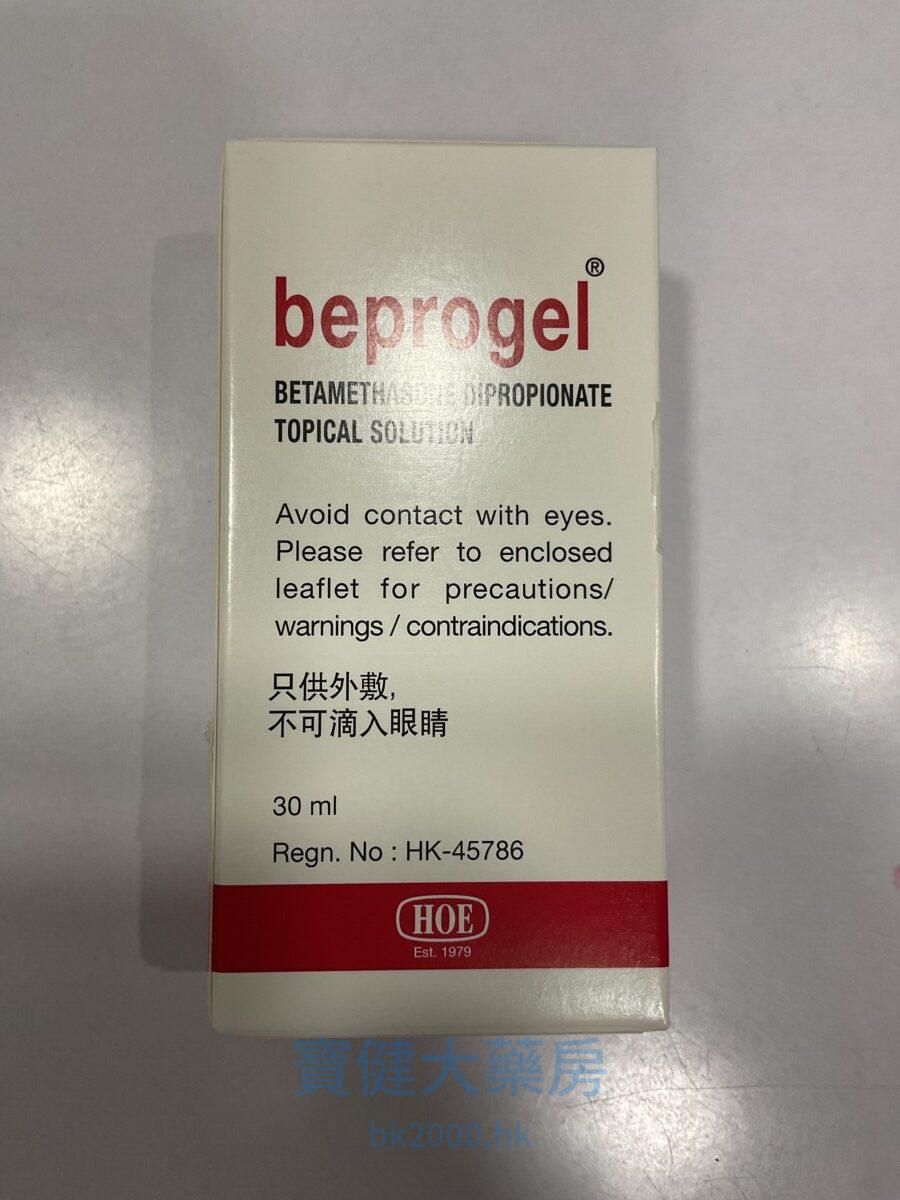 beprogel®
BETAMETHASONE DIPROPIONATE
TOPICAL SOLUTION
Avoid contact with eyes.
Please refer to enclosed
leaflet for precautions/
warnings / contraindications.
只供外敷,
不可滴入眼睛
30 ml
Regn. No : HK-45786
HOE
Est. 1979
寶健大藥房
bk2000.hk